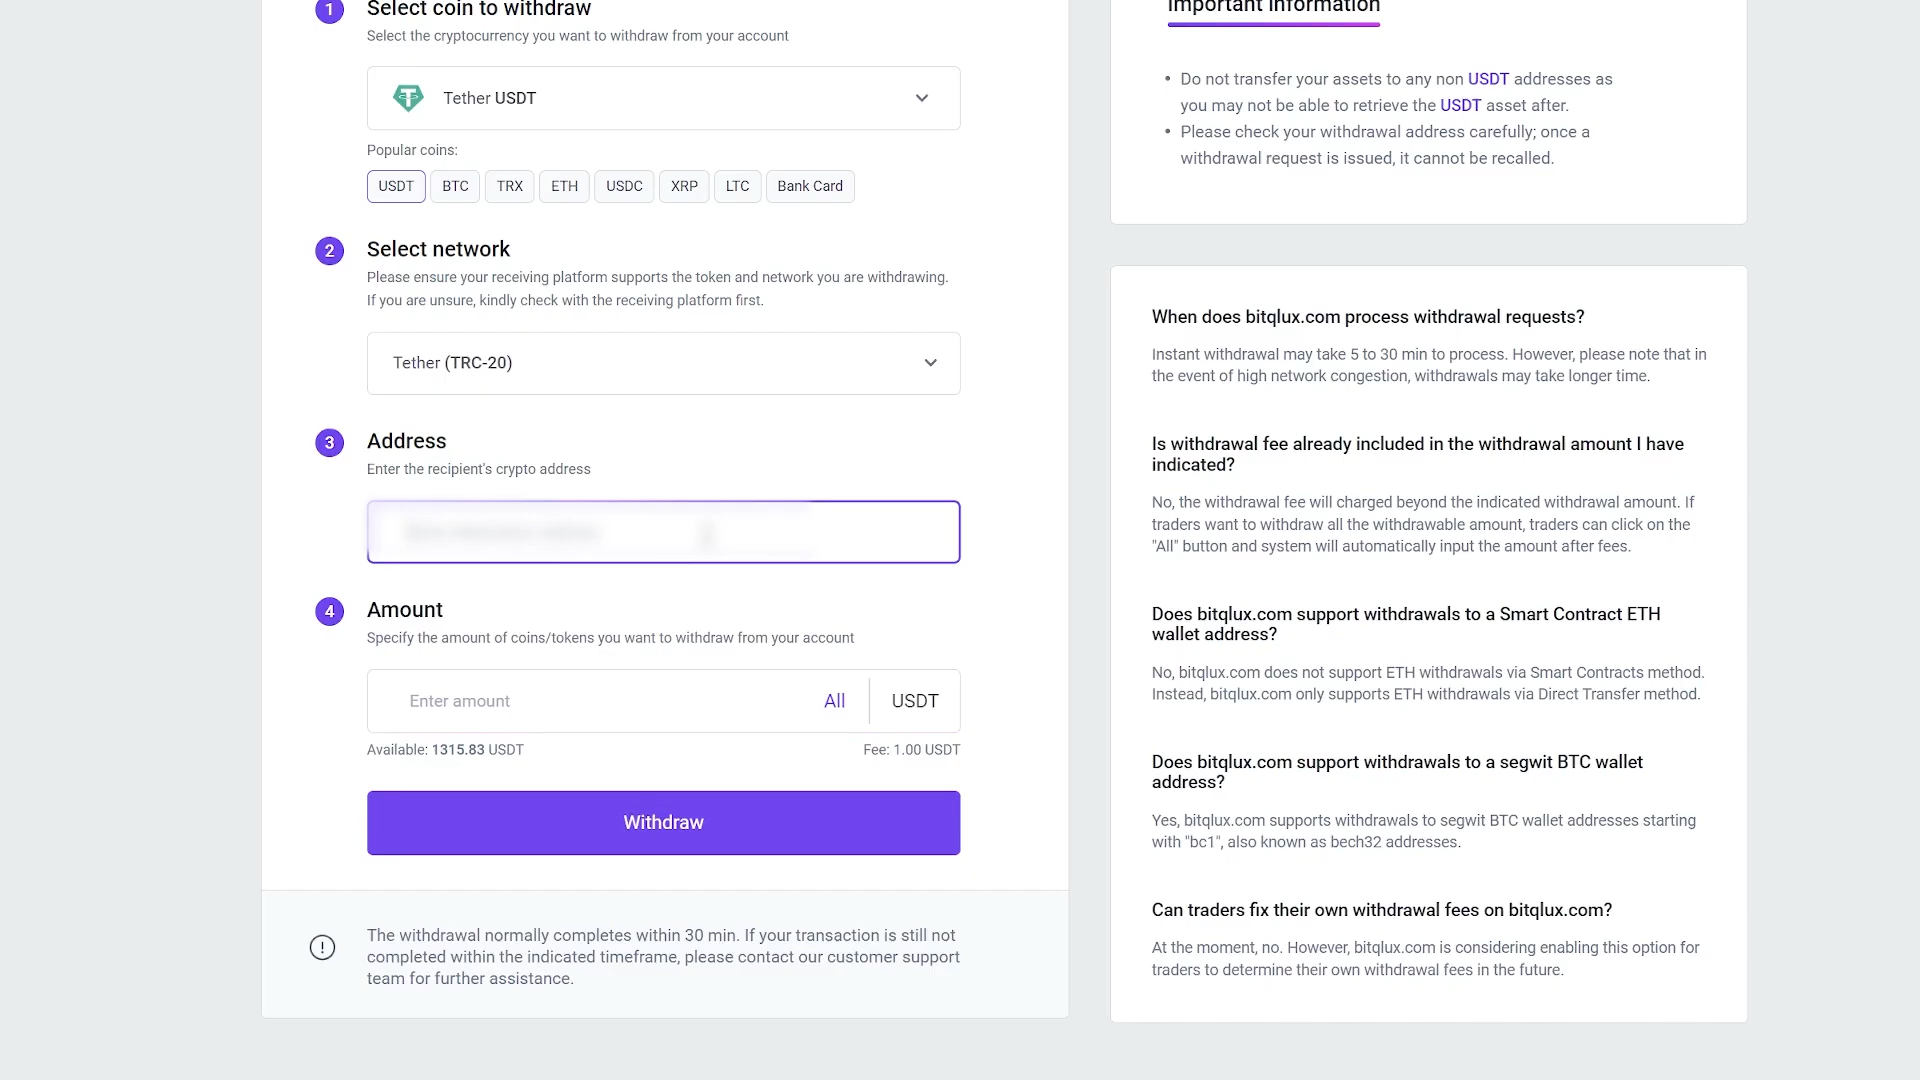 1
Select coin to withdraw
Select the cryptocurrency you want to withdraw from your account
Tether USDT
Popular coins:
USDT BTC TRX ETH USDC XRP LTC Bank Card
2
Select network
Please ensure your receiving platform supports the token and network you are withdrawing.
If you are unsure, kindly check with the receiving platform first.
Tether (TRC-20)
3
Address
Enter the recipient's crypto address
4
Amount
Specify the amount of coins/tokens you want to withdraw from your account
Enter amount All USDT
Available: 1315.83 USDT Fee: 1.00 USDT
Withdraw
The withdrawal normally completes within 30 min. If your transaction is still not
completed within the indicated timeframe, please contact our customer support
team for further assistance.
Important Information
• Do not transfer your assets to any non USDT addresses as
you may not be able to retrieve the USDT asset after.
• Please check your withdrawal address carefully; once a
withdrawal request is issued, it cannot be recalled.
When does bitqlux.com process withdrawal requests?
Instant withdrawal may take 5 to 30 min to process. However, please note that in
the event of high network congestion, withdrawals may take longer time.
Is withdrawal fee already included in the withdrawal amount I have
indicated?
No, the withdrawal fee will charged beyond the indicated withdrawal amount. If
traders want to withdraw all the withdrawable amount, traders can click on the
"All" button and system will automatically input the amount after fees.
Does bitqlux.com support withdrawals to a Smart Contract ETH
wallet address?
No, bitqlux.com does not support ETH withdrawals via Smart Contracts method.
Instead, bitqlux.com only supports ETH withdrawals via Direct Transfer method.
Does bitqlux.com support withdrawals to a segwit BTC wallet
address?
Yes, bitqlux.com supports withdrawals to segwit BTC wallet addresses starting
with "bc1", also known as bech32 addresses.
Can traders fix their own withdrawal fees on bitqlux.com?
At the moment, no. However, bitqlux.com is considering enabling this option for
traders to determine their own withdrawal fees in the future.